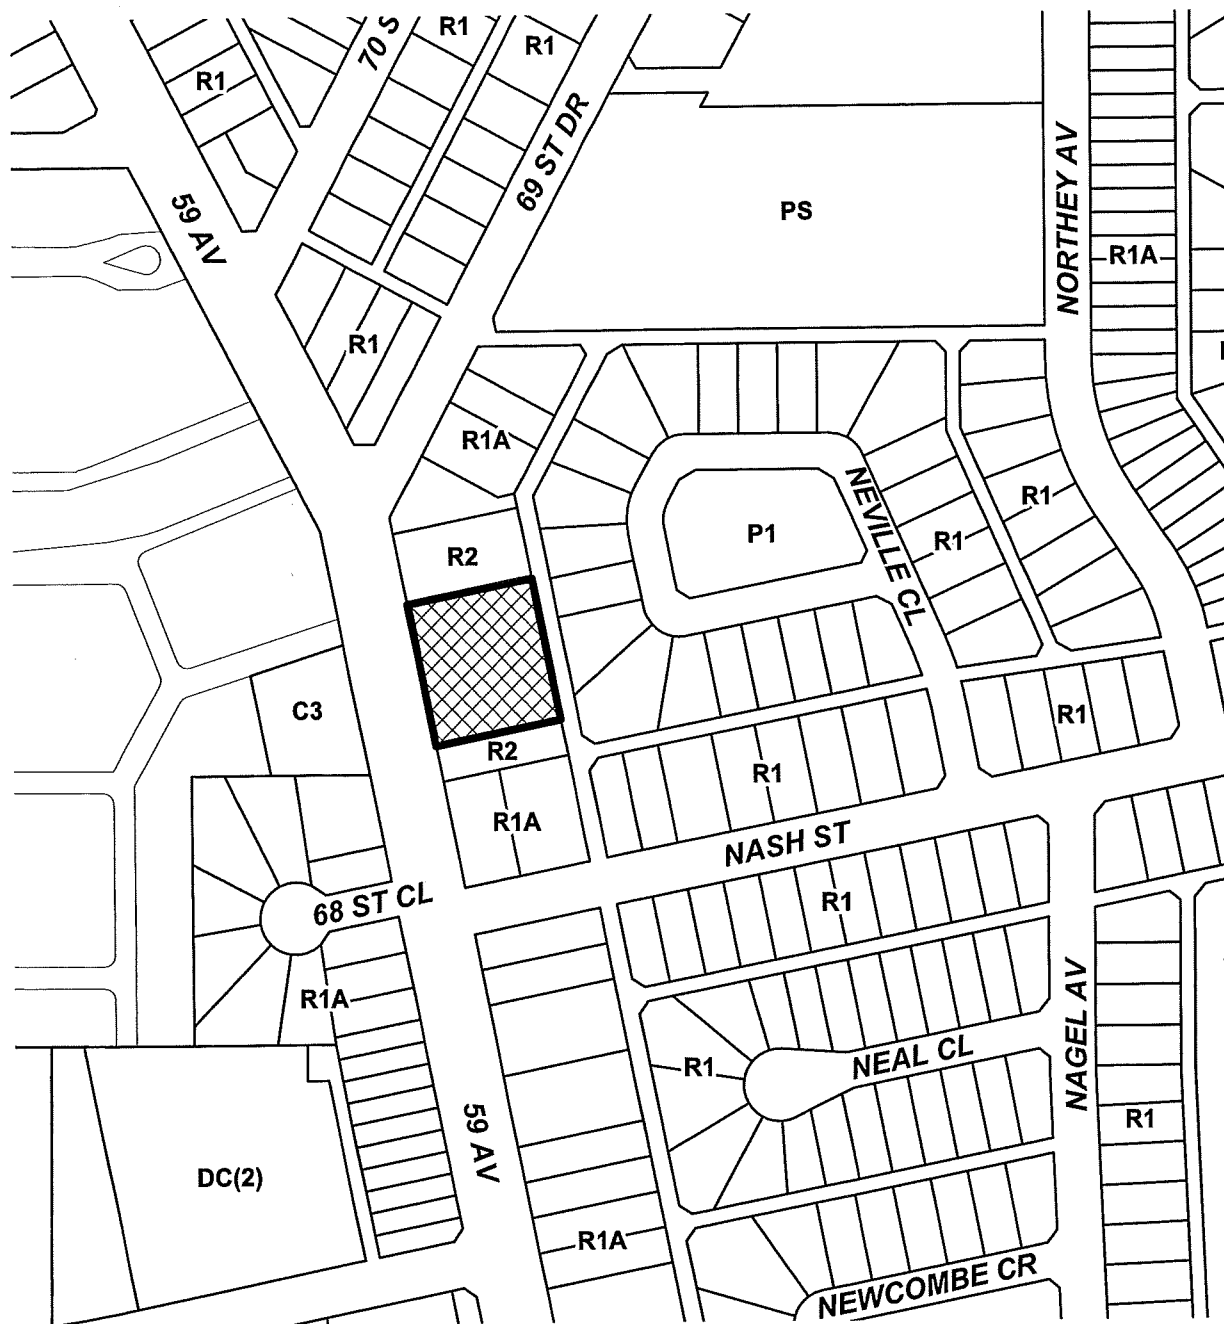 R1
R1
70 S
R1
69 ST DR
NORTHEY AV
PS
59 AV
R1A
R1
R1A
R1
NEVILLE CL
P1
R1
R2
C3
R1
R2
R1
R1A
NASH ST
68 ST CL
R1
R1A
NAGEL AV
NEAL CL
R1
R1
59 AV
DC(2)
R1A
NEWCOMBE CR